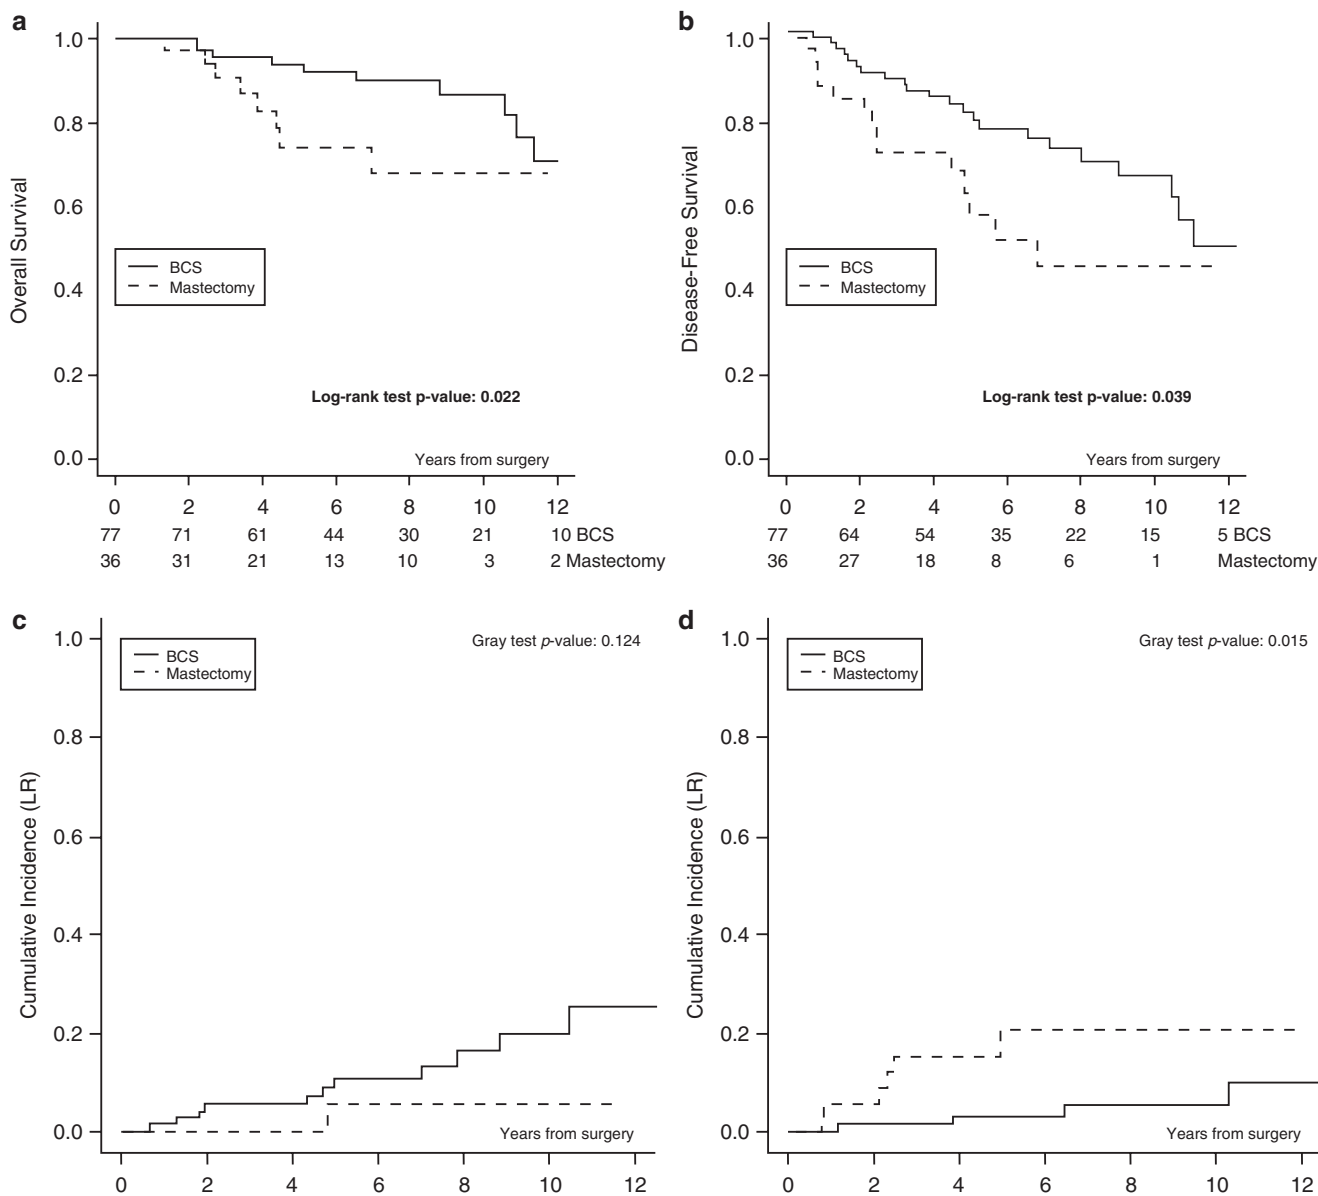 a
Overall Survival
1.0
0.8
0.6
0.4
0.2
0.0
BCS
Mastectomy
Log-rank test p-value: 0.022
Years from surgery
0 2 4 6 8 10 12
77 71 61 44 30 21 10 BCS
36 31 21 13 10 3 2 Mastectomy
b
Disease-Free Survival
1.0
0.8
0.6
0.4
0.2
0.0
BCS
Mastectomy
Log-rank test p-value: 0.039
Years from surgery
0 2 4 6 8 10 12
77 64 54 35 22 15 5 BCS
36 27 18 8 6 1 Mastectomy
c
Cumulative Incidence (LR)
1.0
0.8
0.6
0.4
0.2
0.0
BCS
Mastectomy
Gray test p-value: 0.124
Years from surgery
0 2 4 6 8 10 12
d
Cumulative Incidence (LR)
1.0
0.8
0.6
0.4
0.2
0.0
BCS
Mastectomy
Gray test p-value: 0.015
Years from surgery
0 2 4 6 8 10 12